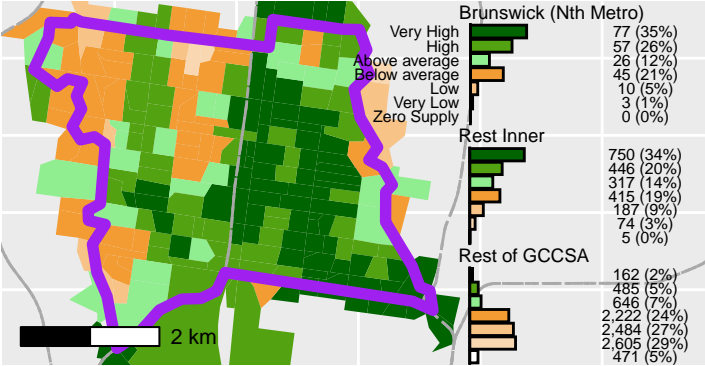 Brunswick (Nth Metro)
Very High 77 (35%)
High 57 (26%)
Above average 26 (12%)
Below average 45 (21%)
Low 10 (5%)
Very Low 3 (1%)
Zero Supply 0 (0%)
Rest Inner
750 (34%)
446 (20%)
317 (14%)
415 (19%)
187 (9%)
74 (3%)
5 (0%)
Rest of GCCSA
162 (2%)
485 (5%)
646 (7%)
2,222 (24%)
2,484 (27%)
2,605 (29%)
471 (5%)
2 km